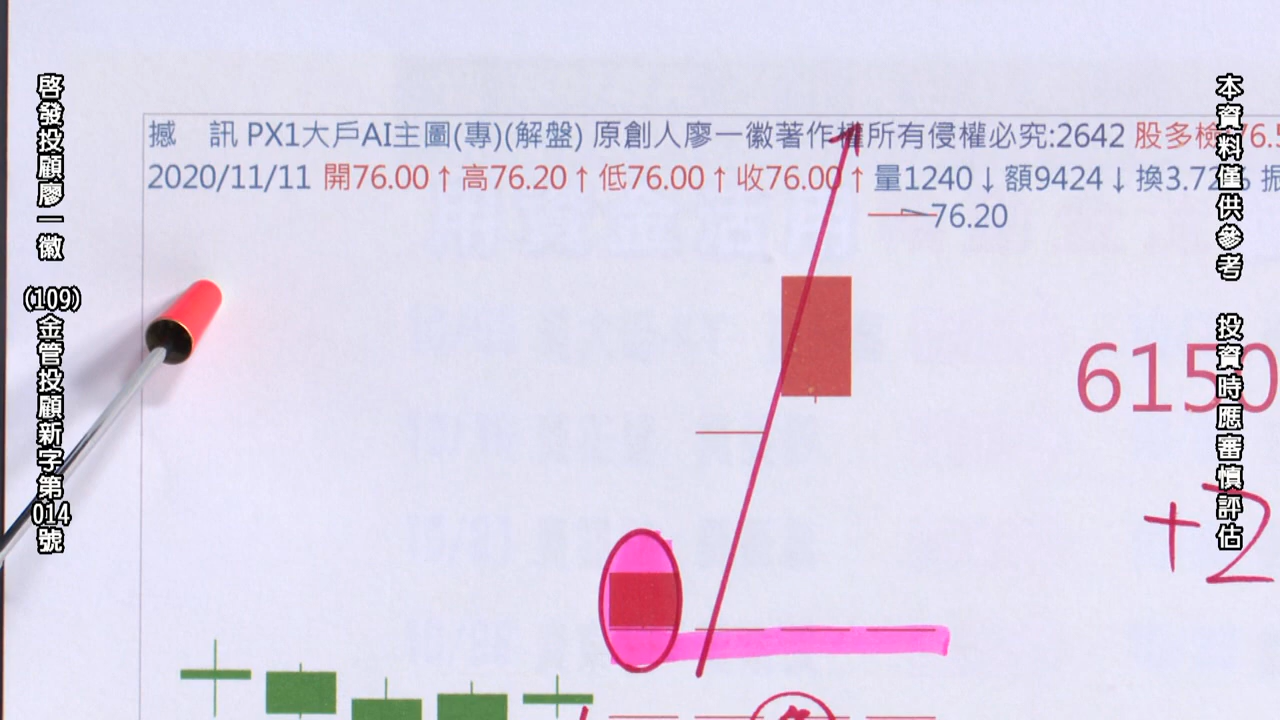 啓發投顧廖一徽 (109)金管投顧新字第014號
撼 訊 PX1大戶AI主圖(專)(解盤) 原創人廖一徽著作權所有侵權必究:2642 股多檢
2020/11/11 開76.00↑ 高76.20↑ 低76.00↑ 收76.00↑ 量1240↓ 額9424↓ 換3.72% 振
76.20
6150
+2
本資料僅供參考 投資時應審慎評估